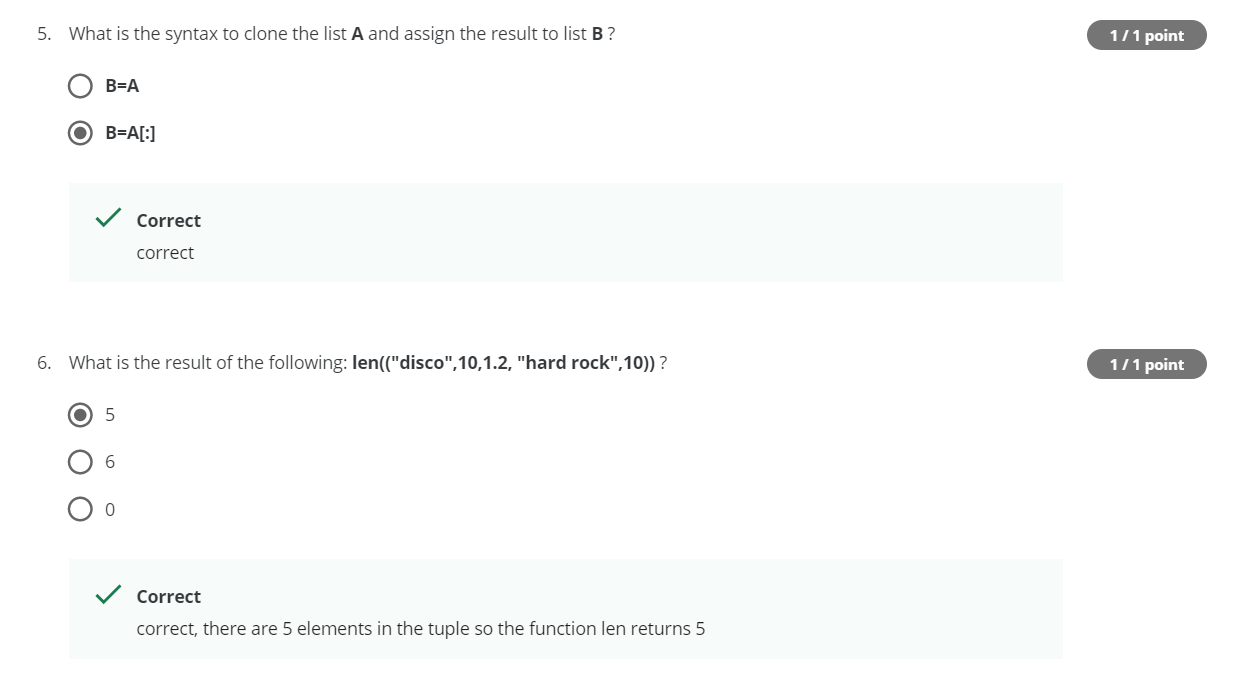 5. What is the syntax to clone the list A and assign the result to list B ?
1 / 1 point
B=A
B=A[:]
Correct
correct
6. What is the result of the following: len(("disco",10,1.2, "hard rock",10)) ?
1 / 1 point
5
6
0
Correct
correct, there are 5 elements in the tuple so the function len returns 5